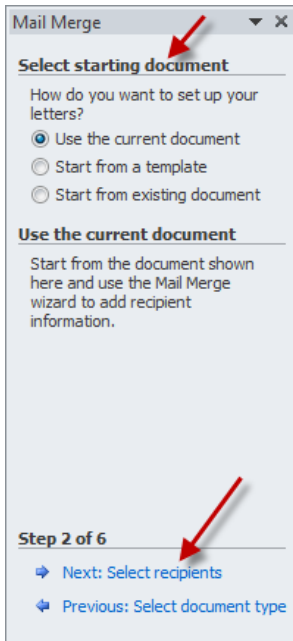 Mail Merge
Select starting document
How do you want to set up your
letters?
Use the current document
Start from a template
Start from existing document
Use the current document
Start from the document shown
here and use the Mail Merge
wizard to add recipient
information.
Step 2 of 6
Next: Select recipients
Previous: Select document type